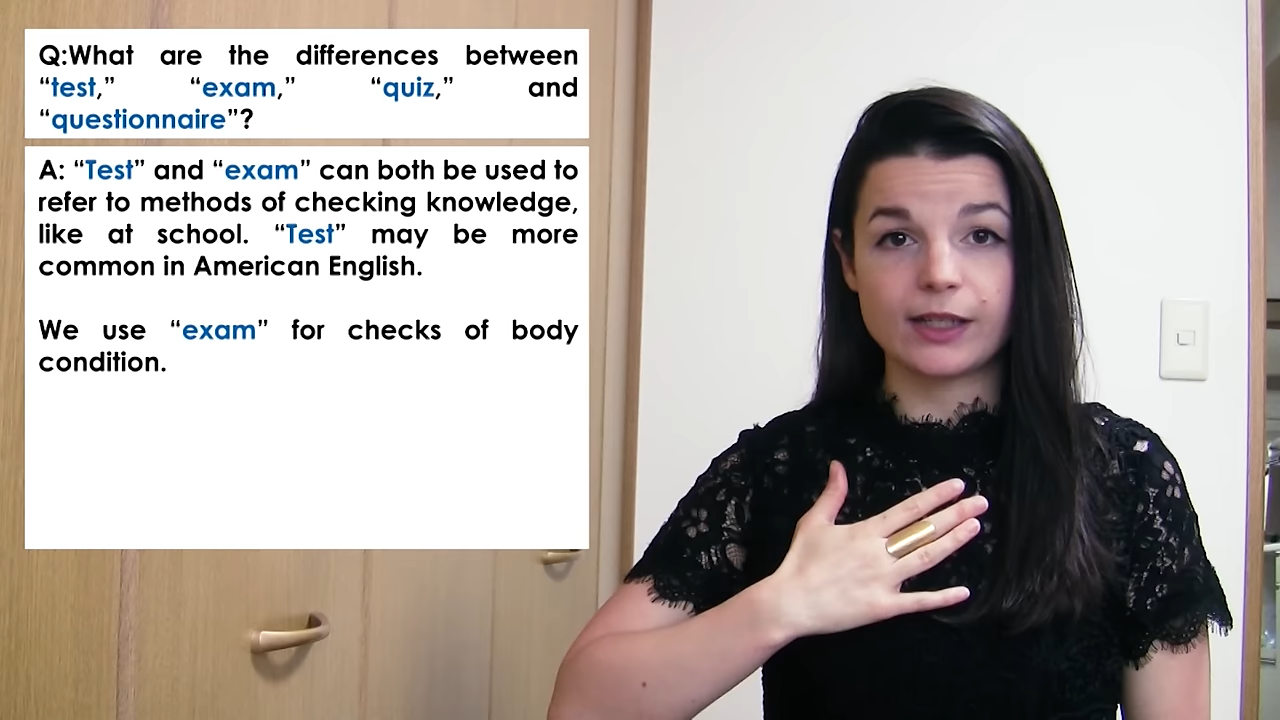 Q:What are the differences between
“test,” “exam,” “quiz,” and
“questionnaire”?
A: “Test” and “exam” can both be used to
refer to methods of checking knowledge,
like at school. “Test” may be more
common in American English.
We use “exam” for checks of body
condition.